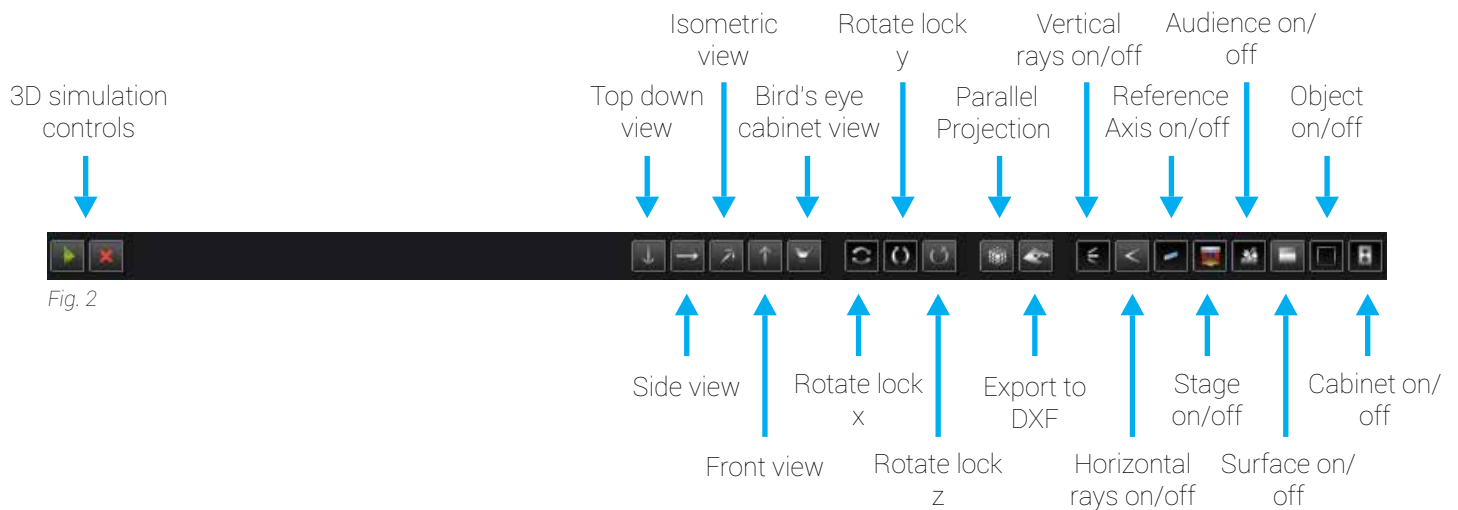 3D simulation
controls
Top down
view
Isometric
view
Bird's eye
cabinet view
Rotate lock
y
Parallel
Projection
Vertical
rays on/off
Reference
Axis on/off
Audience on/
off
Object
on/off
Fig. 2
Side view
Front view
Rotate lock
x
Rotate lock
z
Export to
DXF
Horizontal
rays on/off
Stage
on/off
Surface on/
off
Cabinet on/
off